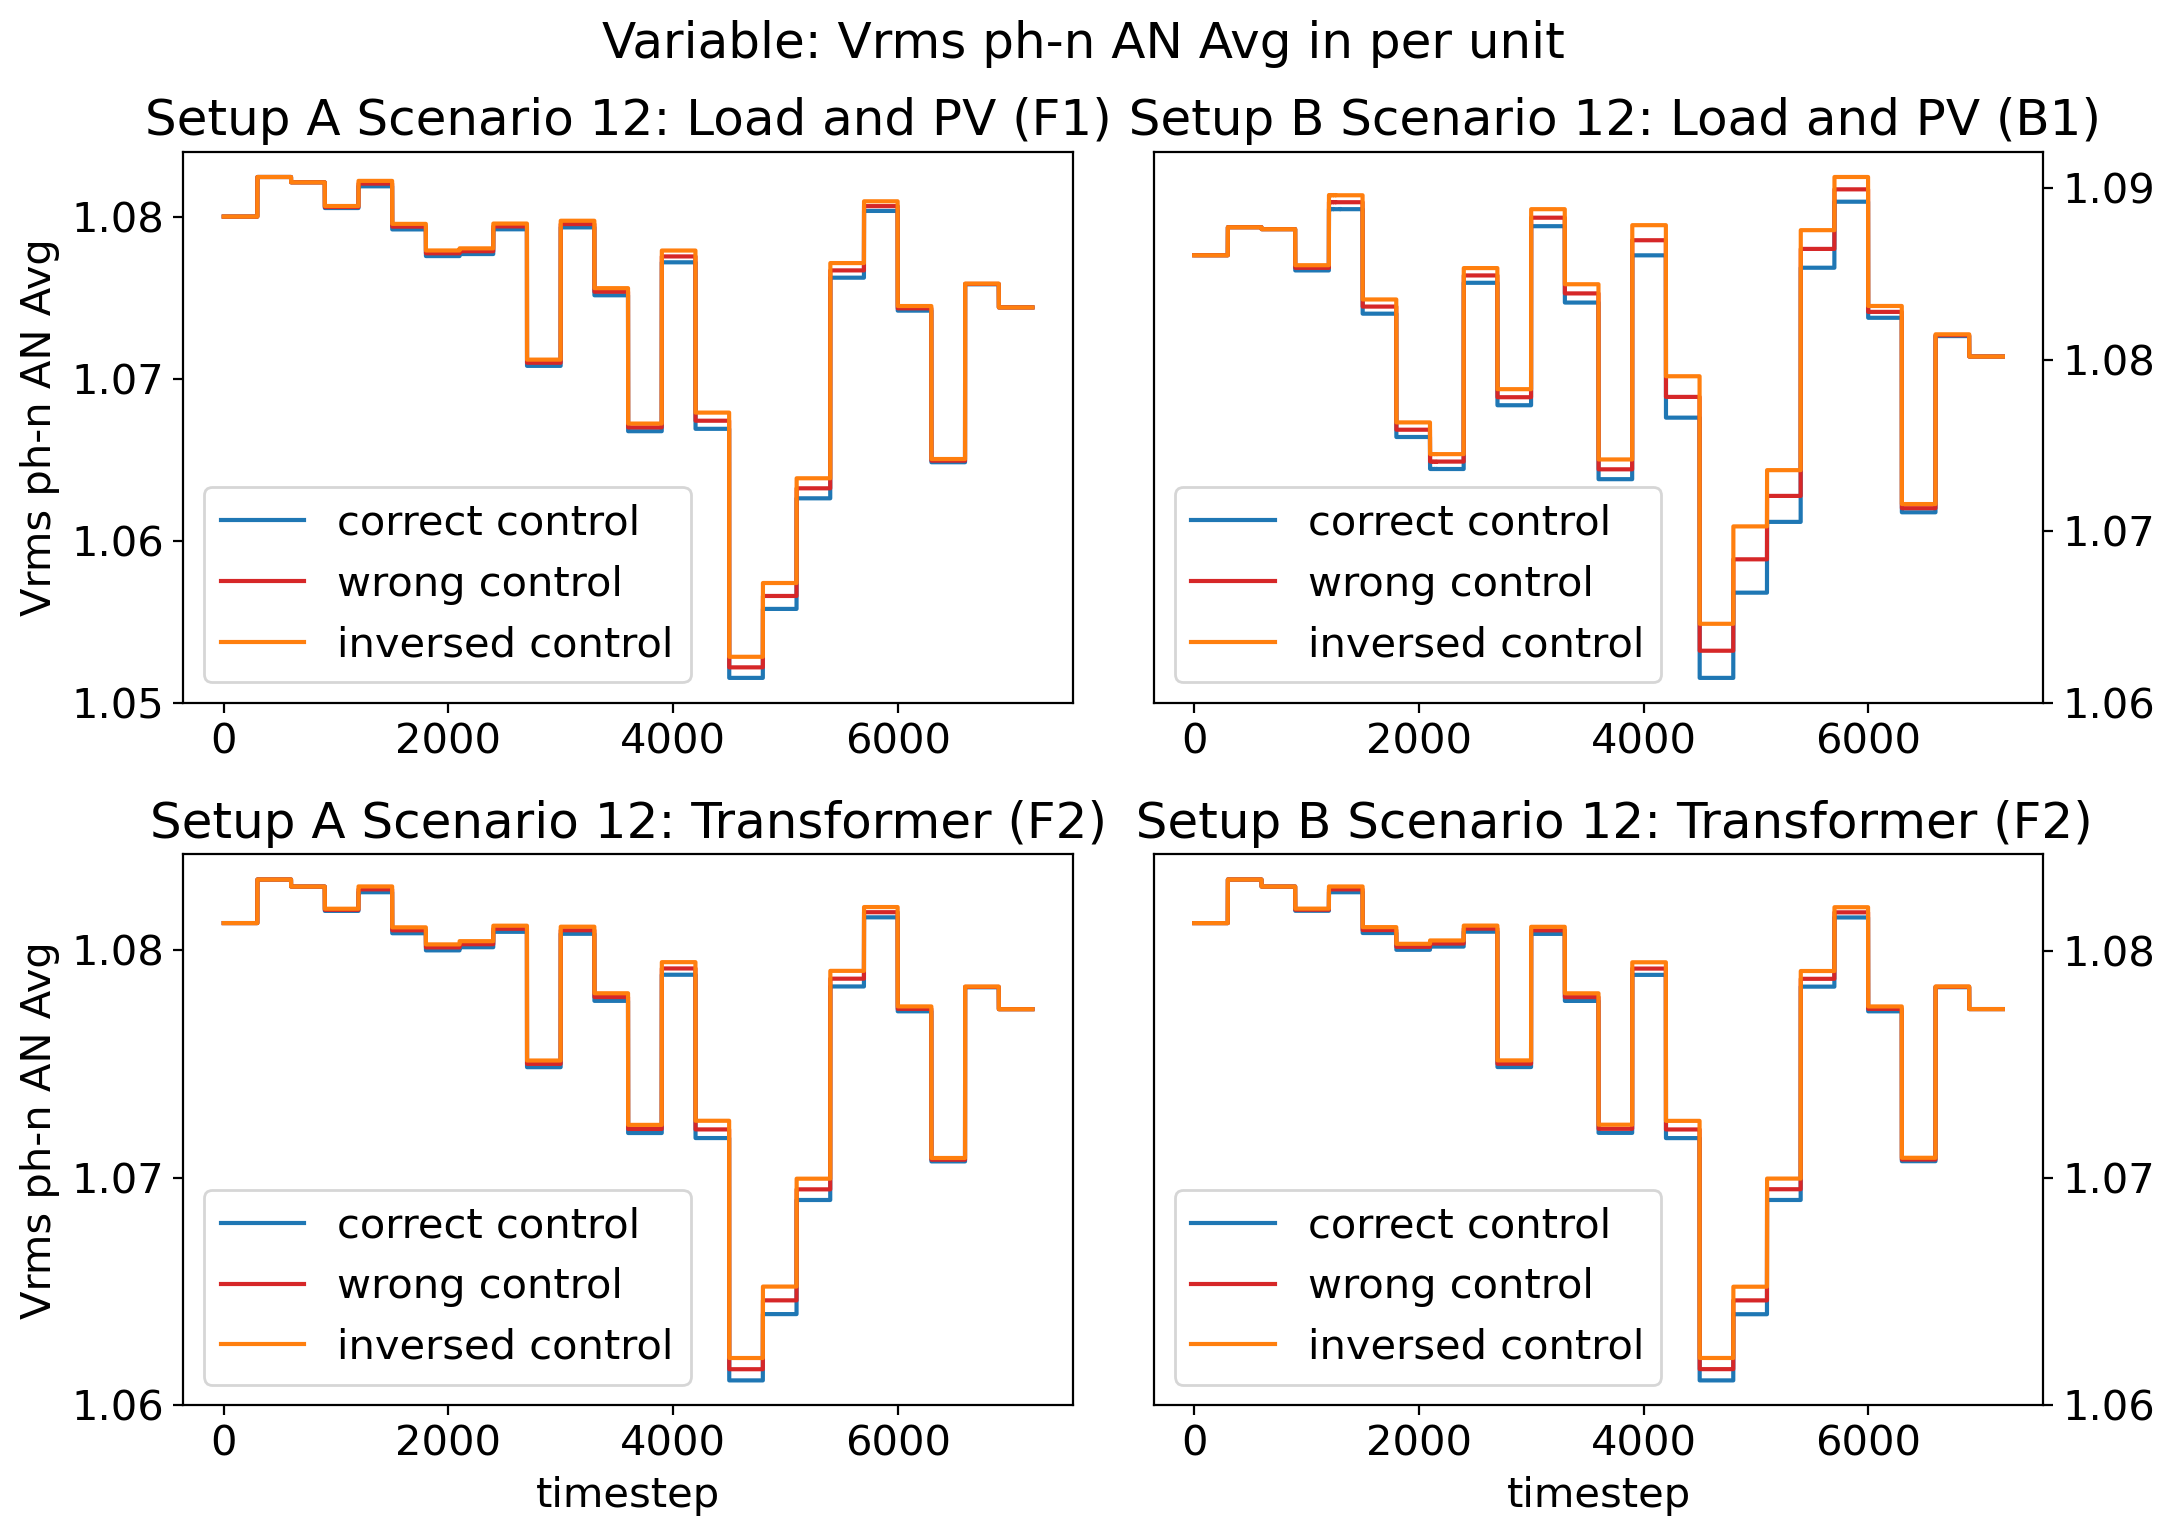 Variable: Vrms ph-n AN Avg in per unit
Setup A Scenario 12: Load and PV (F1)
Vrms ph-n AN Avg
1.08
1.07
1.06
1.05
correct control
wrong control
inversed control
0 2000 4000 6000
Setup B Scenario 12: Load and PV (B1)
1.09
1.08
1.07
1.06
correct control
wrong control
inversed control
0 2000 4000 6000
Setup A Scenario 12: Transformer (F2)
Vrms ph-n AN Avg
1.08
1.07
1.06
correct control
wrong control
inversed control
0 2000 4000 6000
timestep
Setup B Scenario 12: Transformer (F2)
1.08
1.07
1.06
correct control
wrong control
inversed control
0 2000 4000 6000
timestep